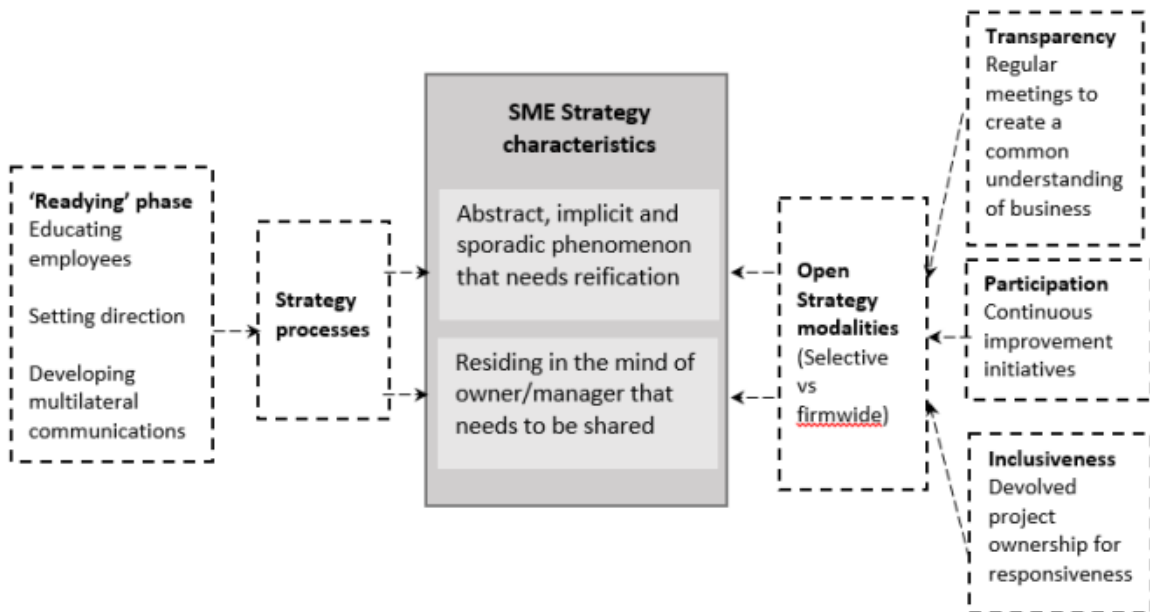 'Readying' phase
Educating
employees
Setting direction
Developing
multilateral
communications
Strategy
processes
SME Strategy
characteristics
Abstract, implicit and
sporadic phenomenon
that needs reification
Residing in the mind of
owner/manager that
needs to be shared
Open
Strategy
modalities
(Selective
vs
firmwide)
Transparency
Regular
meetings to
create a
common
understanding
of business
Participation
Continuous
improvement
initiatives
Inclusiveness
Devolved
project
ownership for
responsiveness